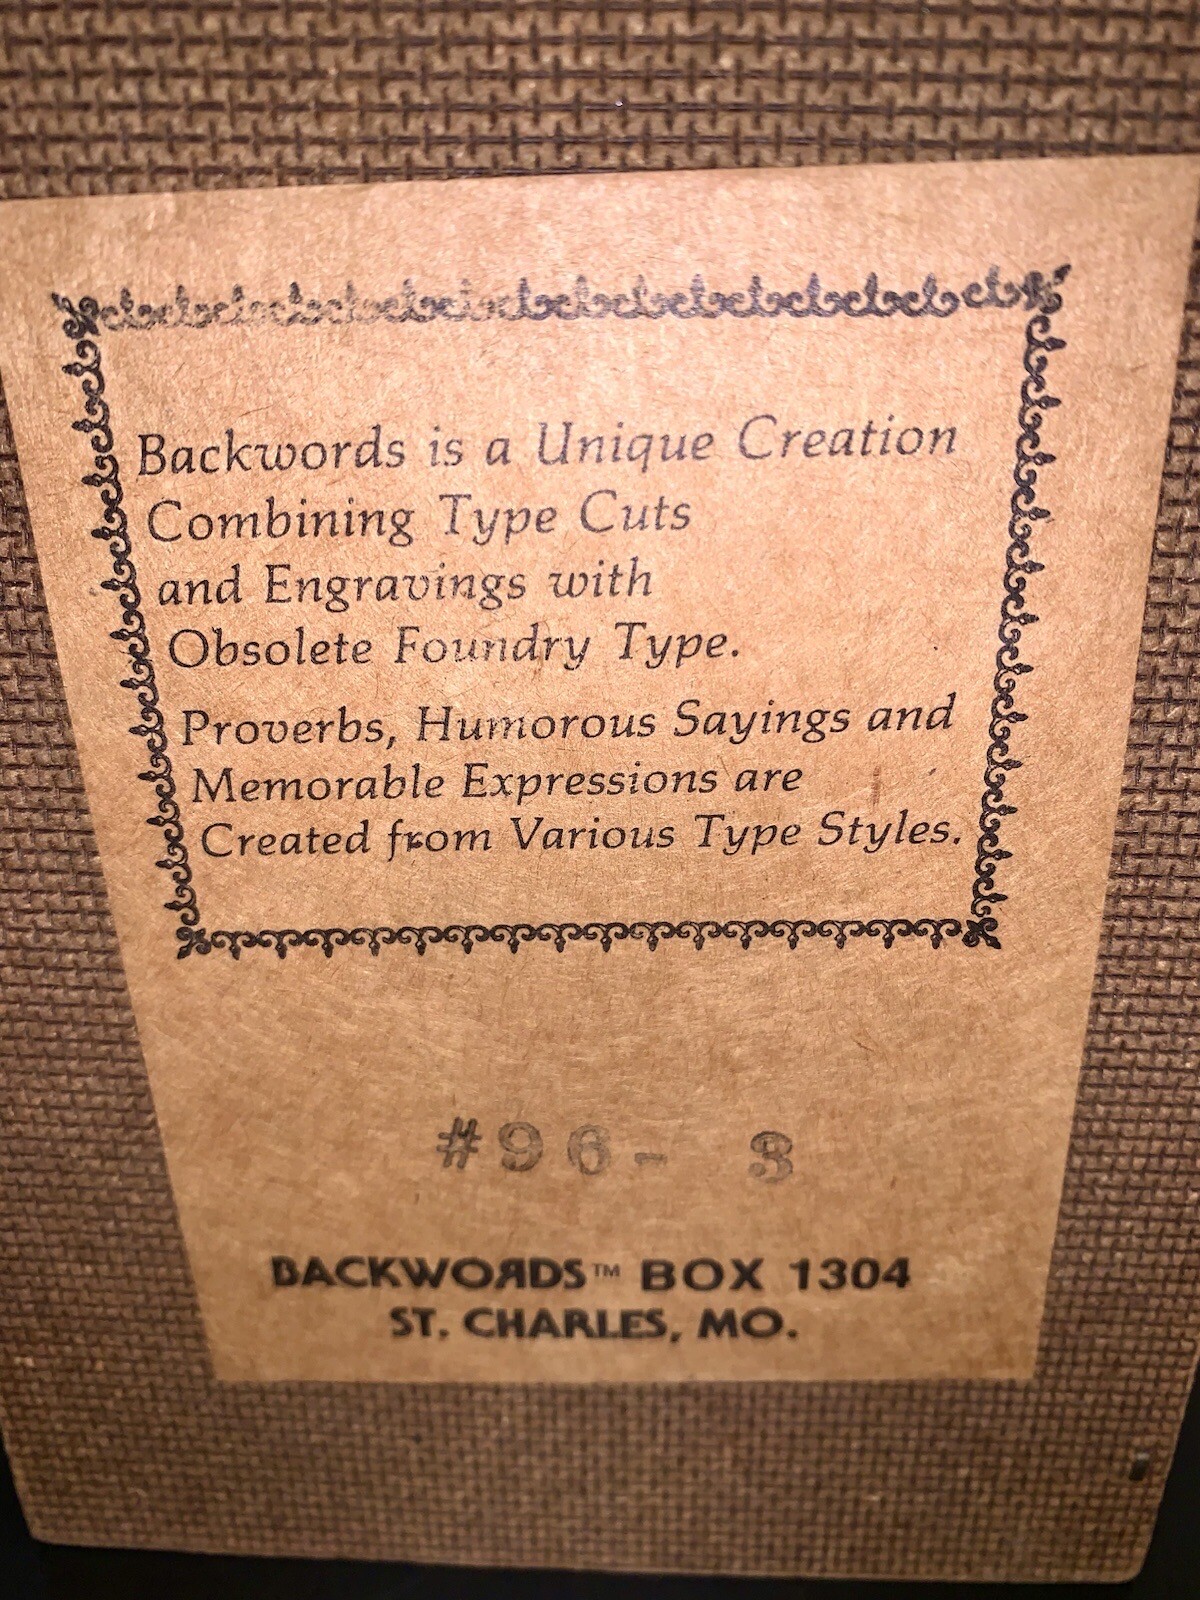 Backwords is a Unique Creation
Combining Type Cuts
and Engravings with
Obsolete Foundry Type.
Proverbs, Humorous Sayings and
Memorable Expressions are
Created from Various Type Styles.
#96- 3
BACKWOЯDS™ BOX 1304
ST. CHARLES, MO.